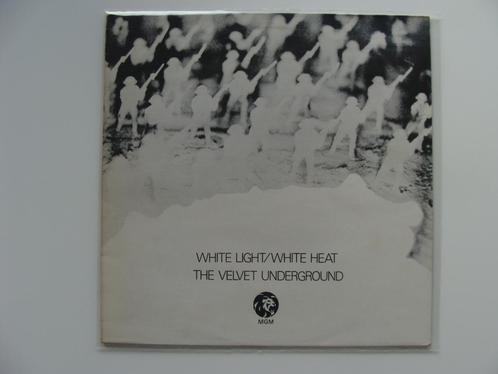 WHITE LIGHT/WHITE HEAT
THE VELVET UNDERGROUND
MGM